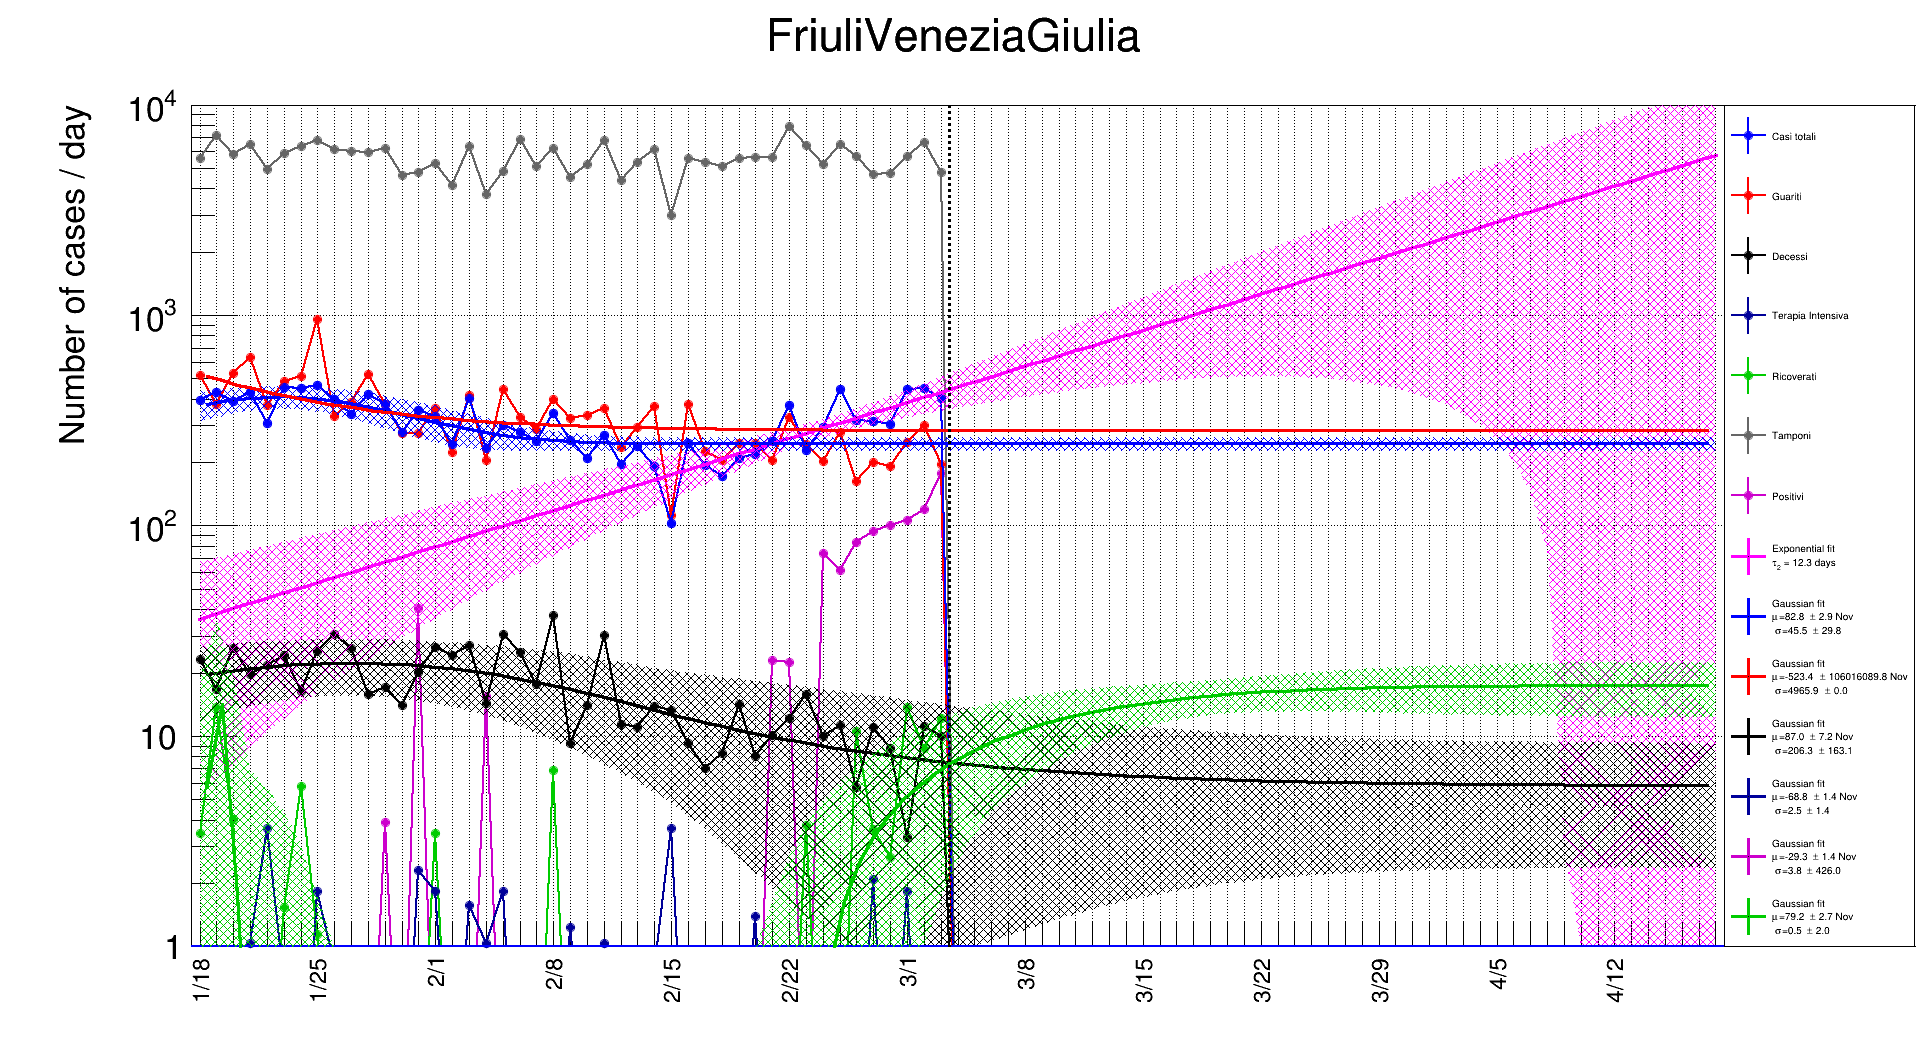 FriuliVeneziaGiulia
Number of cases / day
10^4
10^3
10^2
10
1
1/18
1/25
2/1
2/8
2/15
2/22
3/1
3/8
3/15
3/22
3/29
4/5
4/12
Casi totali
Guariti
Decessi
Terapia Intensiva
Ricoverati
Tamponi
Positivi
Exponential fit
τ₂ = 12.3 days
Gaussian fit
μ=82.8 ± 2.9 Nov
σ=45.5 ± 29.8
Gaussian fit
μ=-523.4 ± 106016089.8 Nov
σ=4965.9 ± 0.0
Gaussian fit
μ=87.0 ± 7.2 Nov
σ=206.3 ± 163.1
Gaussian fit
μ=-68.8 ± 1.4 Nov
σ=2.5 ± 1.4
Gaussian fit
μ=-29.3 ± 1.4 Nov
σ=3.8 ± 426.0
Gaussian fit
μ=79.2 ± 2.7 Nov
σ=0.5 ± 2.0